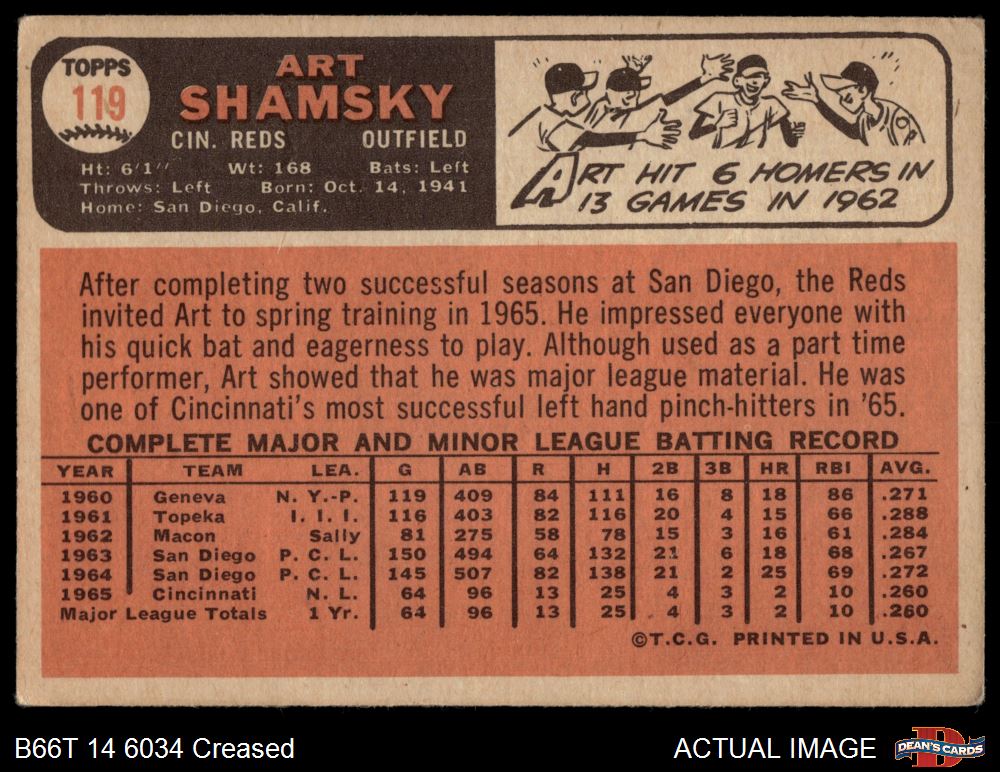 TOPPS
119
ART
SHAMSKY
CIN. REDS OUTFIELD
Ht: 6'1" Wt: 168 Bats: Left
Throws: Left Born: Oct. 14, 1941
Home: San Diego, Calif.
ART HIT 6 HOMERS IN
13 GAMES IN 1962
After completing two successful seasons at San Diego, the Reds
invited Art to spring training in 1965. He impressed everyone with
his quick bat and eagerness to play. Although used as a part time
performer, Art showed that he was major league material. He was
one of Cincinnati's most successful left hand pinch-hitters in '65.
COMPLETE MAJOR AND MINOR LEAGUE BATTING RECORD
YEAR TEAM LEA. G AB R H 2B 3B HR RBI AVG.
1960 Geneva N. Y.-P. 119 409 84 111 16 8 18 86 .271
1961 Topeka I. I. I. 116 403 82 116 20 4 15 66 .288
1962 Macon Sally 81 275 58 78 15 3 16 61 .284
1963 San Diego P. C. L. 150 494 64 132 21 6 18 68 .267
1964 San Diego P. C. L. 145 507 82 138 21 2 25 69 .272
1965 Cincinnati N. L. 64 96 13 25 4 3 2 10 .260
Major League Totals 1 Yr. 64 96 13 25 4 3 2 10 .260
©T.C.G. PRINTED IN U.S.A.
B66T 14 6034 Creased ACTUAL IMAGE DEAN'S CARDS